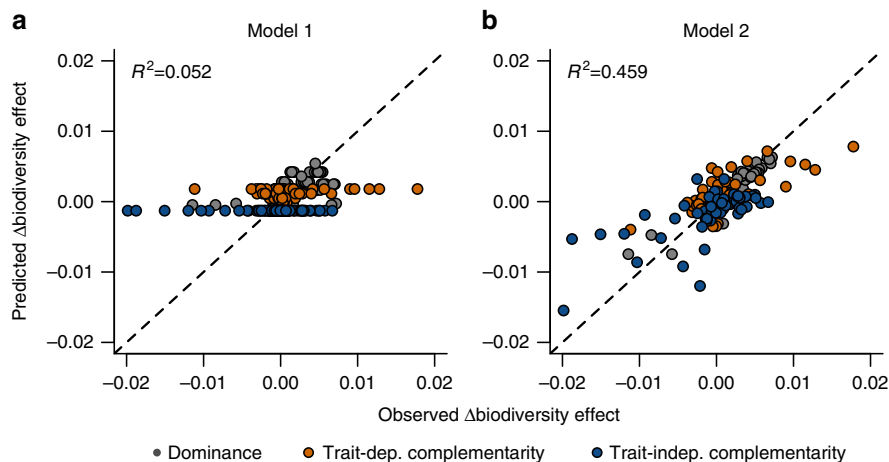 a
Model 1
b
Model 2
R²=0.052
R²=0.459
0.02
0.01
0.00
−0.01
−0.02
0.02
0.01
0.00
−0.01
−0.02
Predicted Δbiodiversity effect
−0.02 −0.01 0.00 0.01 0.02
−0.02 −0.01 0.00 0.01 0.02
Observed Δbiodiversity effect
Dominance
Trait-dep. complementarity
Trait-indep. complementarity